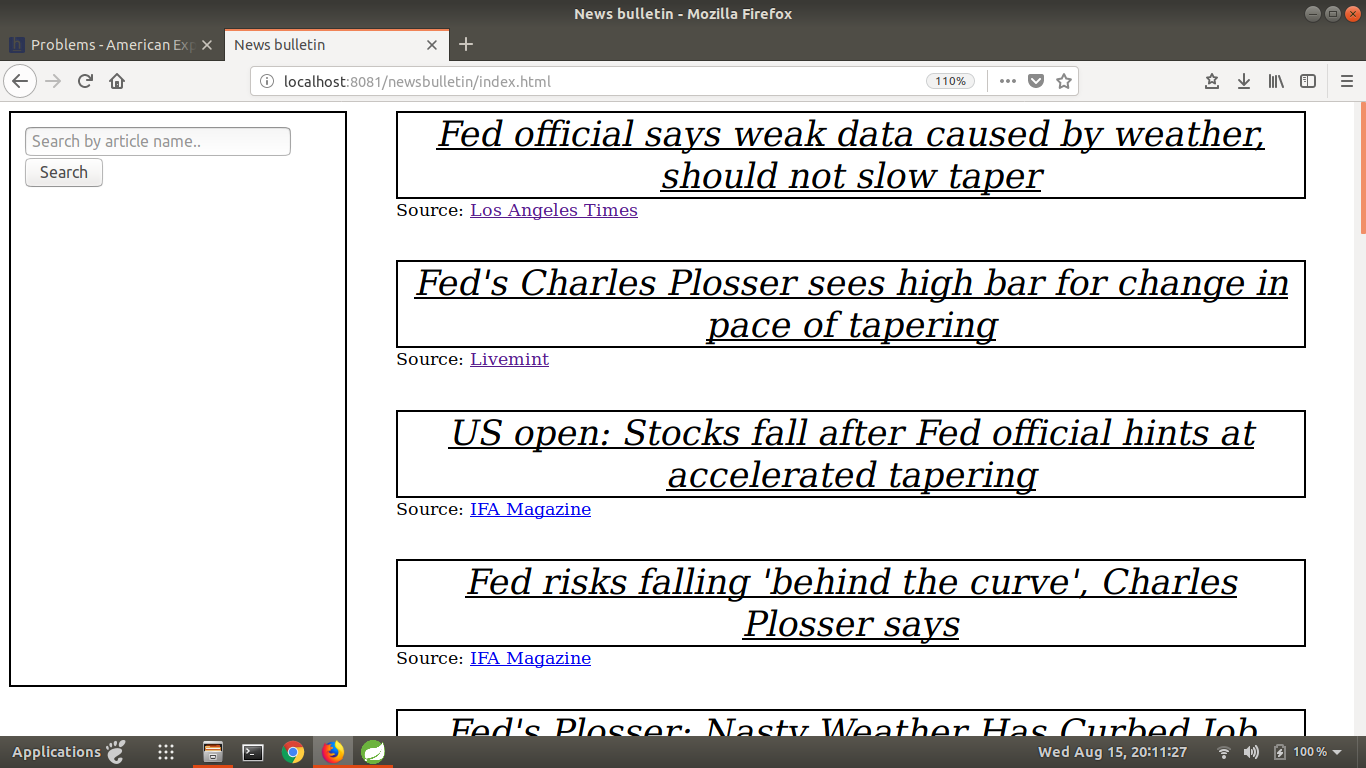 News bulletin - Mozilla Firefox
Problems - American Exp
News bulletin
localhost:8081/newsbulletin/index.html
110%
Search by article name..
Search
Fed official says weak data caused by weather,
should not slow taper
Source: Los Angeles Times
Fed's Charles Plosser sees high bar for change in
pace of tapering
Source: Livemint
US open: Stocks fall after Fed official hints at
accelerated tapering
Source: IFA Magazine
Fed risks falling 'behind the curve', Charles
Plosser says
Source: IFA Magazine
Fed's Plosser: Nasty Weather Has Curbed Job
Applications
Wed Aug 15, 20:11:27
100 %